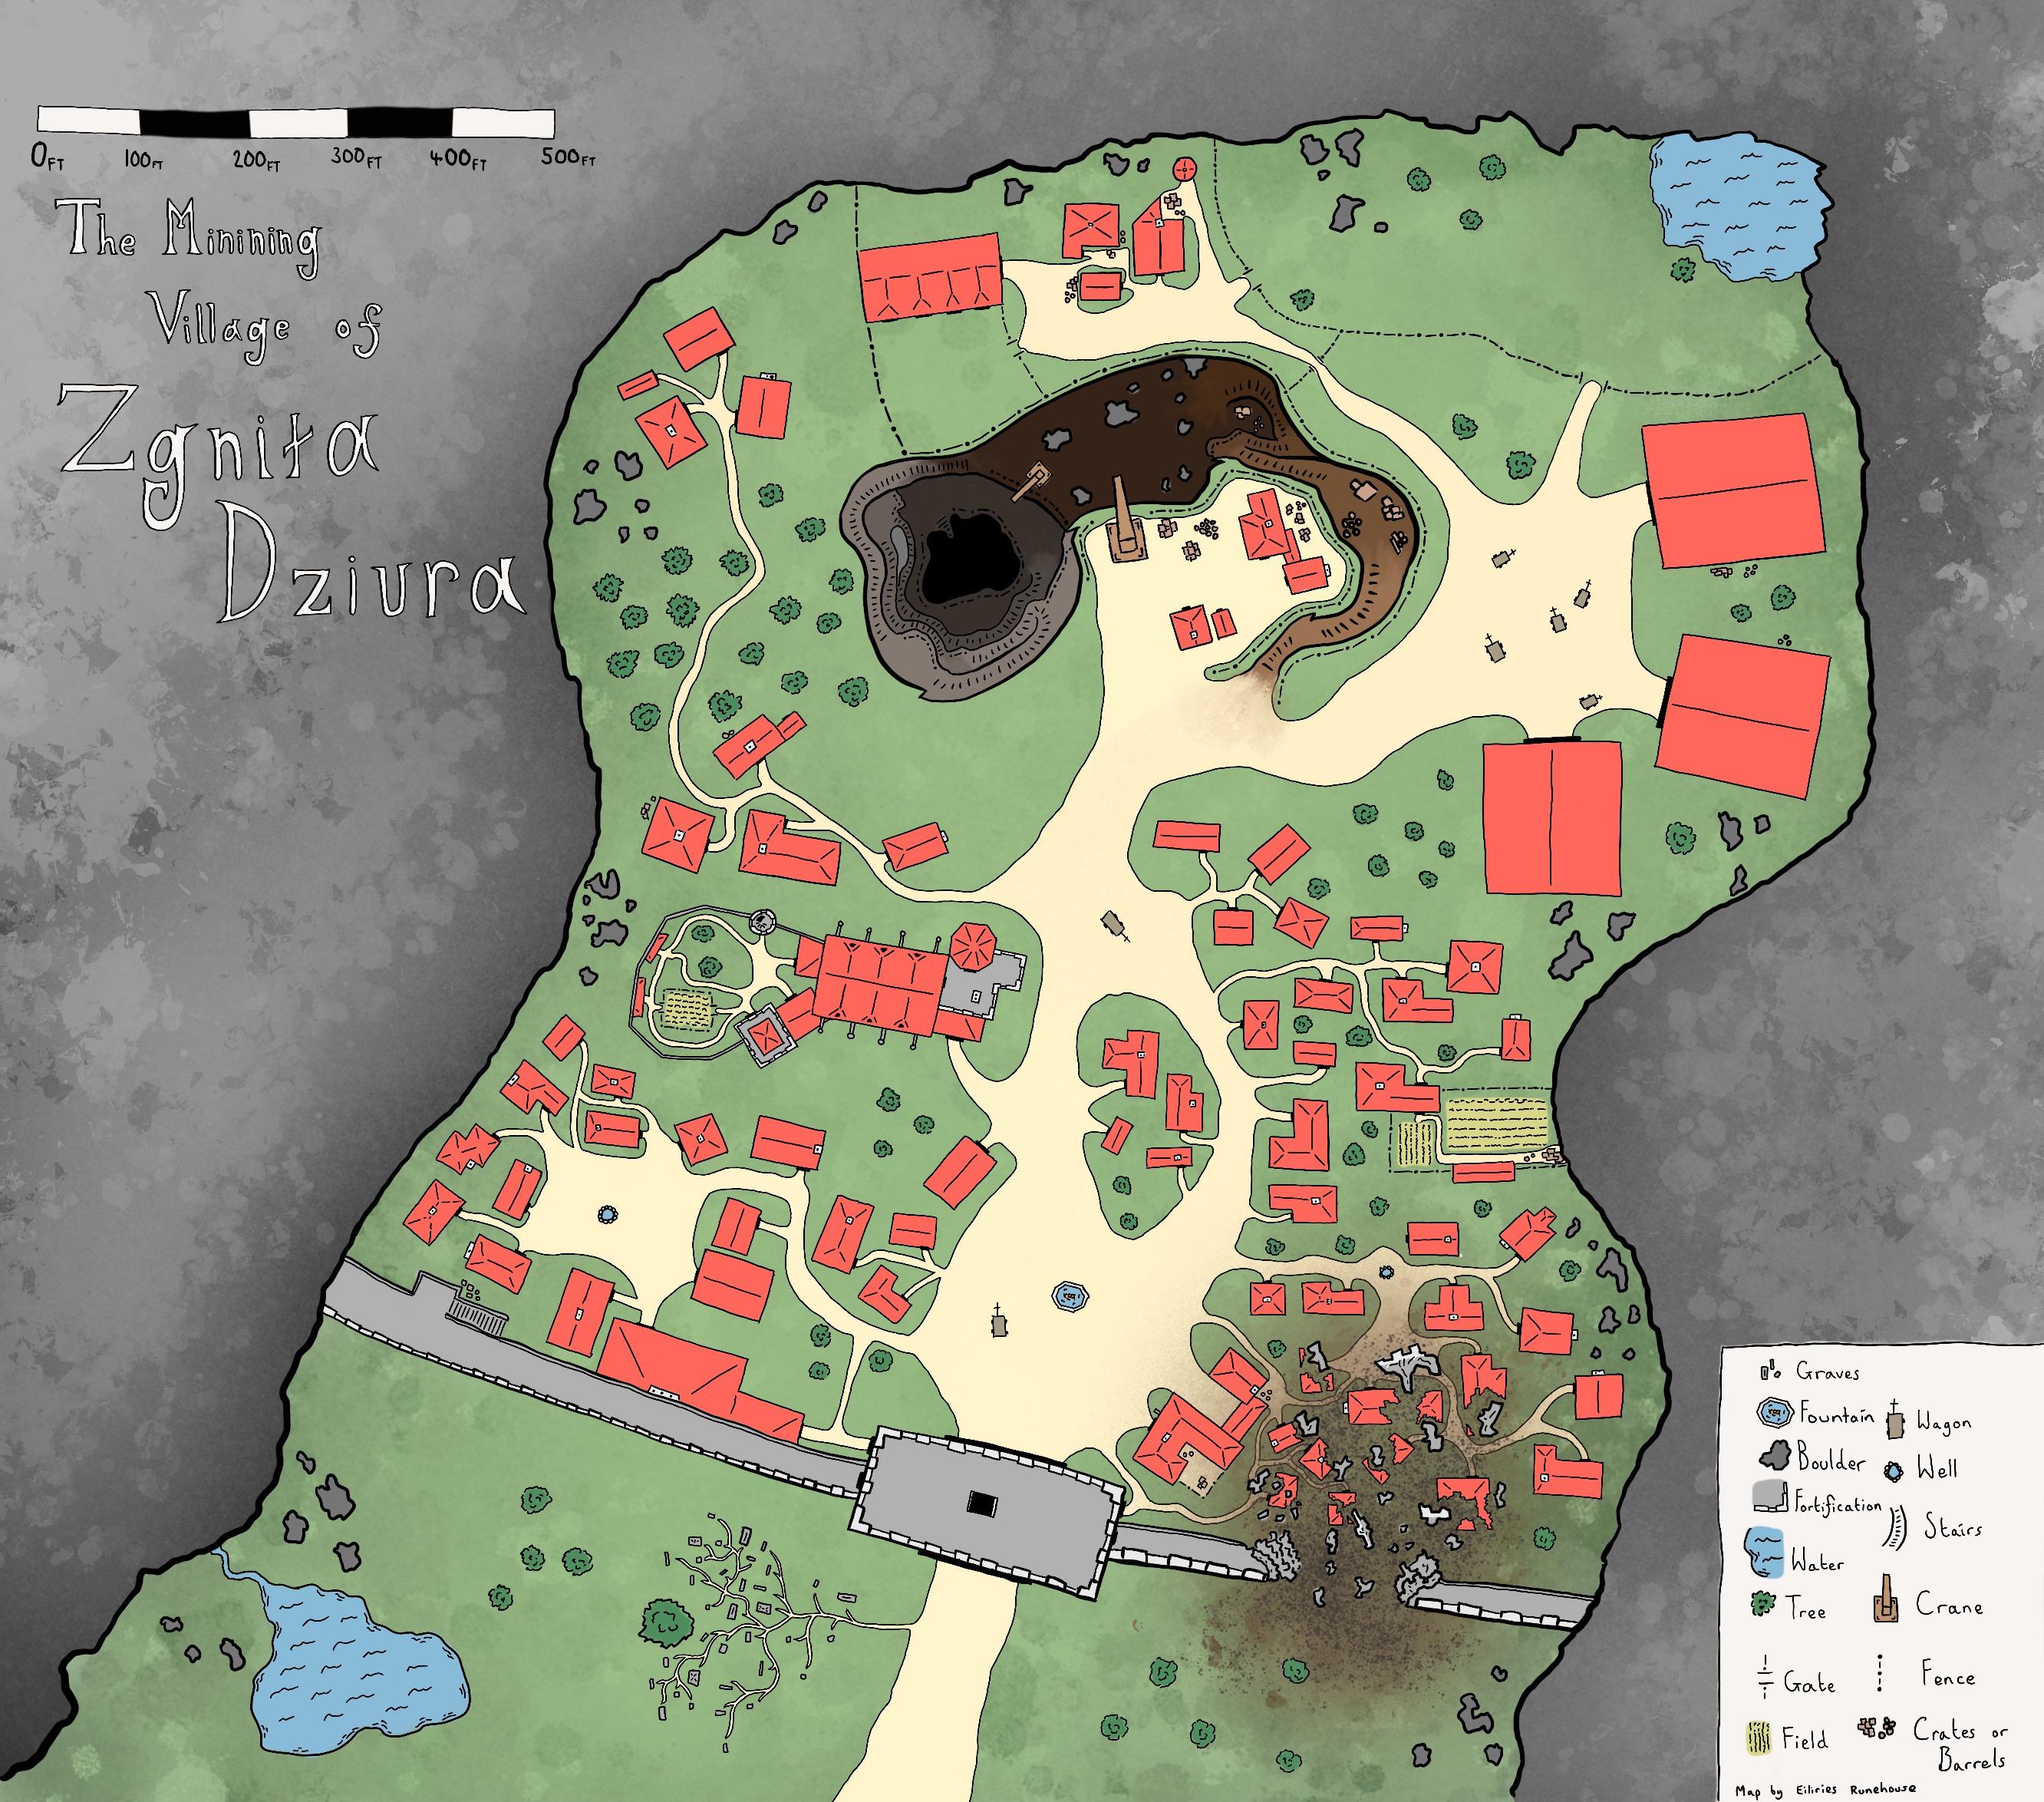 0FT 100FT 200FT 300FT 400FT 500FT
The Minining
Village of
Zgniła
Dziura
Graves
Fountain Wagon
Boulder Well
Fortification
Stairs
Water
Tree Crane
Gate Fence
Field Crates or
Barrels
Map by Eiliries Runehouse